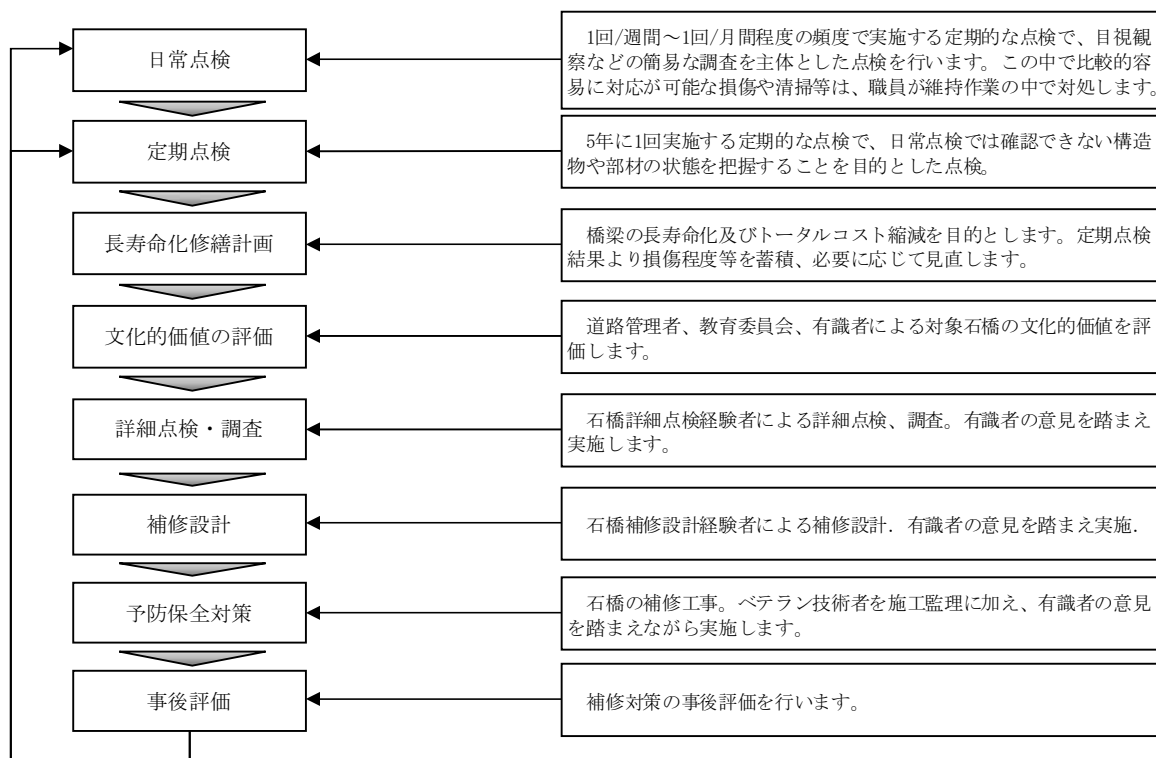 日常点検
1回/週間～1回/月間程度の頻度で実施する定期的な点検で、目視観
察などの簡易な調査を主体とした点検を行います。この中で比較的容
易に対応が可能な損傷や清掃等は、職員が維持作業の中で対処します。
定期点検
5年に1回実施する定期的な点検で、日常点検では確認できない構造
物や部材の状態を把握することを目的とした点検。
長寿命化修繕計画
橋梁の長寿命化及びトータルコスト縮減を目的とします。定期点検
結果より損傷程度等を蓄積、必要に応じて見直します。
文化的価値の評価
道路管理者、教育委員会、有識者による対象石橋の文化的価値を評
価します。
詳細点検・調査
石橋詳細点検経験者による詳細点検、調査。有識者の意見を踏まえ
実施します。
補修設計
石橋補修設計経験者による補修設計．有識者の意見を踏まえ実施．
予防保全対策
石橋の補修工事。ベテラン技術者を施工監理に加え、有識者の意見
を踏まえながら実施します。
事後評価
補修対策の事後評価を行います。